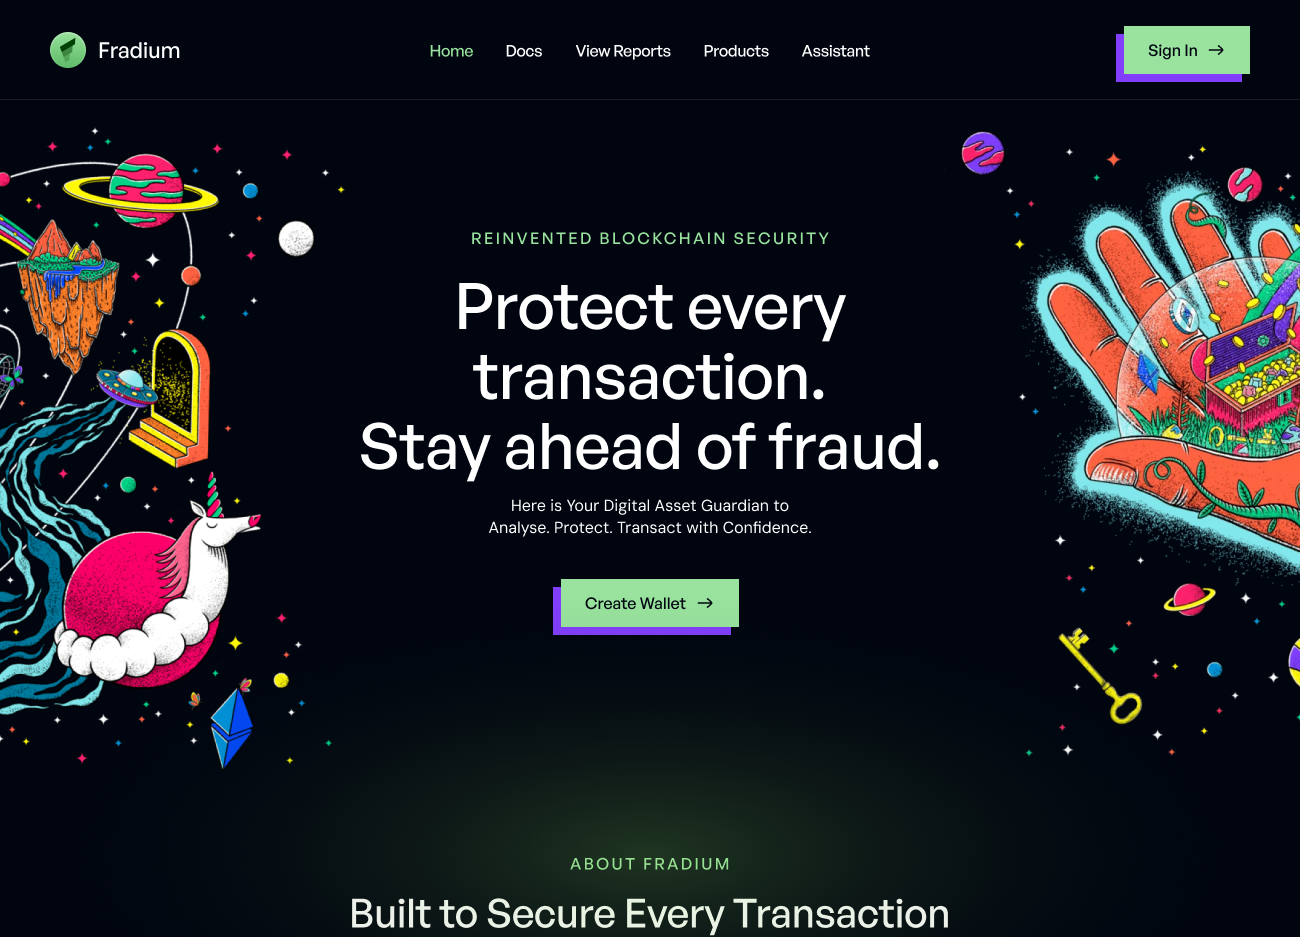 Fradium
Home
Docs
View Reports
Products
Assistant
Sign In
REINVENTED BLOCKCHAIN SECURITY
Protect every
transaction.
Stay ahead of fraud.
Here is Your Digital Asset Guardian to
Analyse. Protect. Transact with Confidence.
Create Wallet
ABOUT FRADIUM
Built to Secure Every Transaction